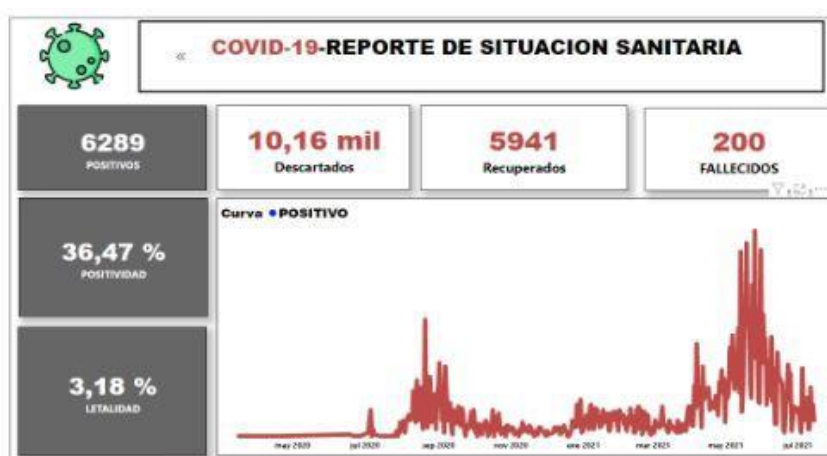 « COVID-19-REPORTE DE SITUACION SANITARIA
6289
POSITIVOS
10,16 mil
Descartados
5941
Recuperados
200
FALLECIDOS
36,47 %
POSITIVIDAD
3,18 %
LETALIDAD
Curva POSITIVO
may 2020 jul 2020 sep 2020 nov 2020 ene 2021 mar 2021 may 2021 jul 2021